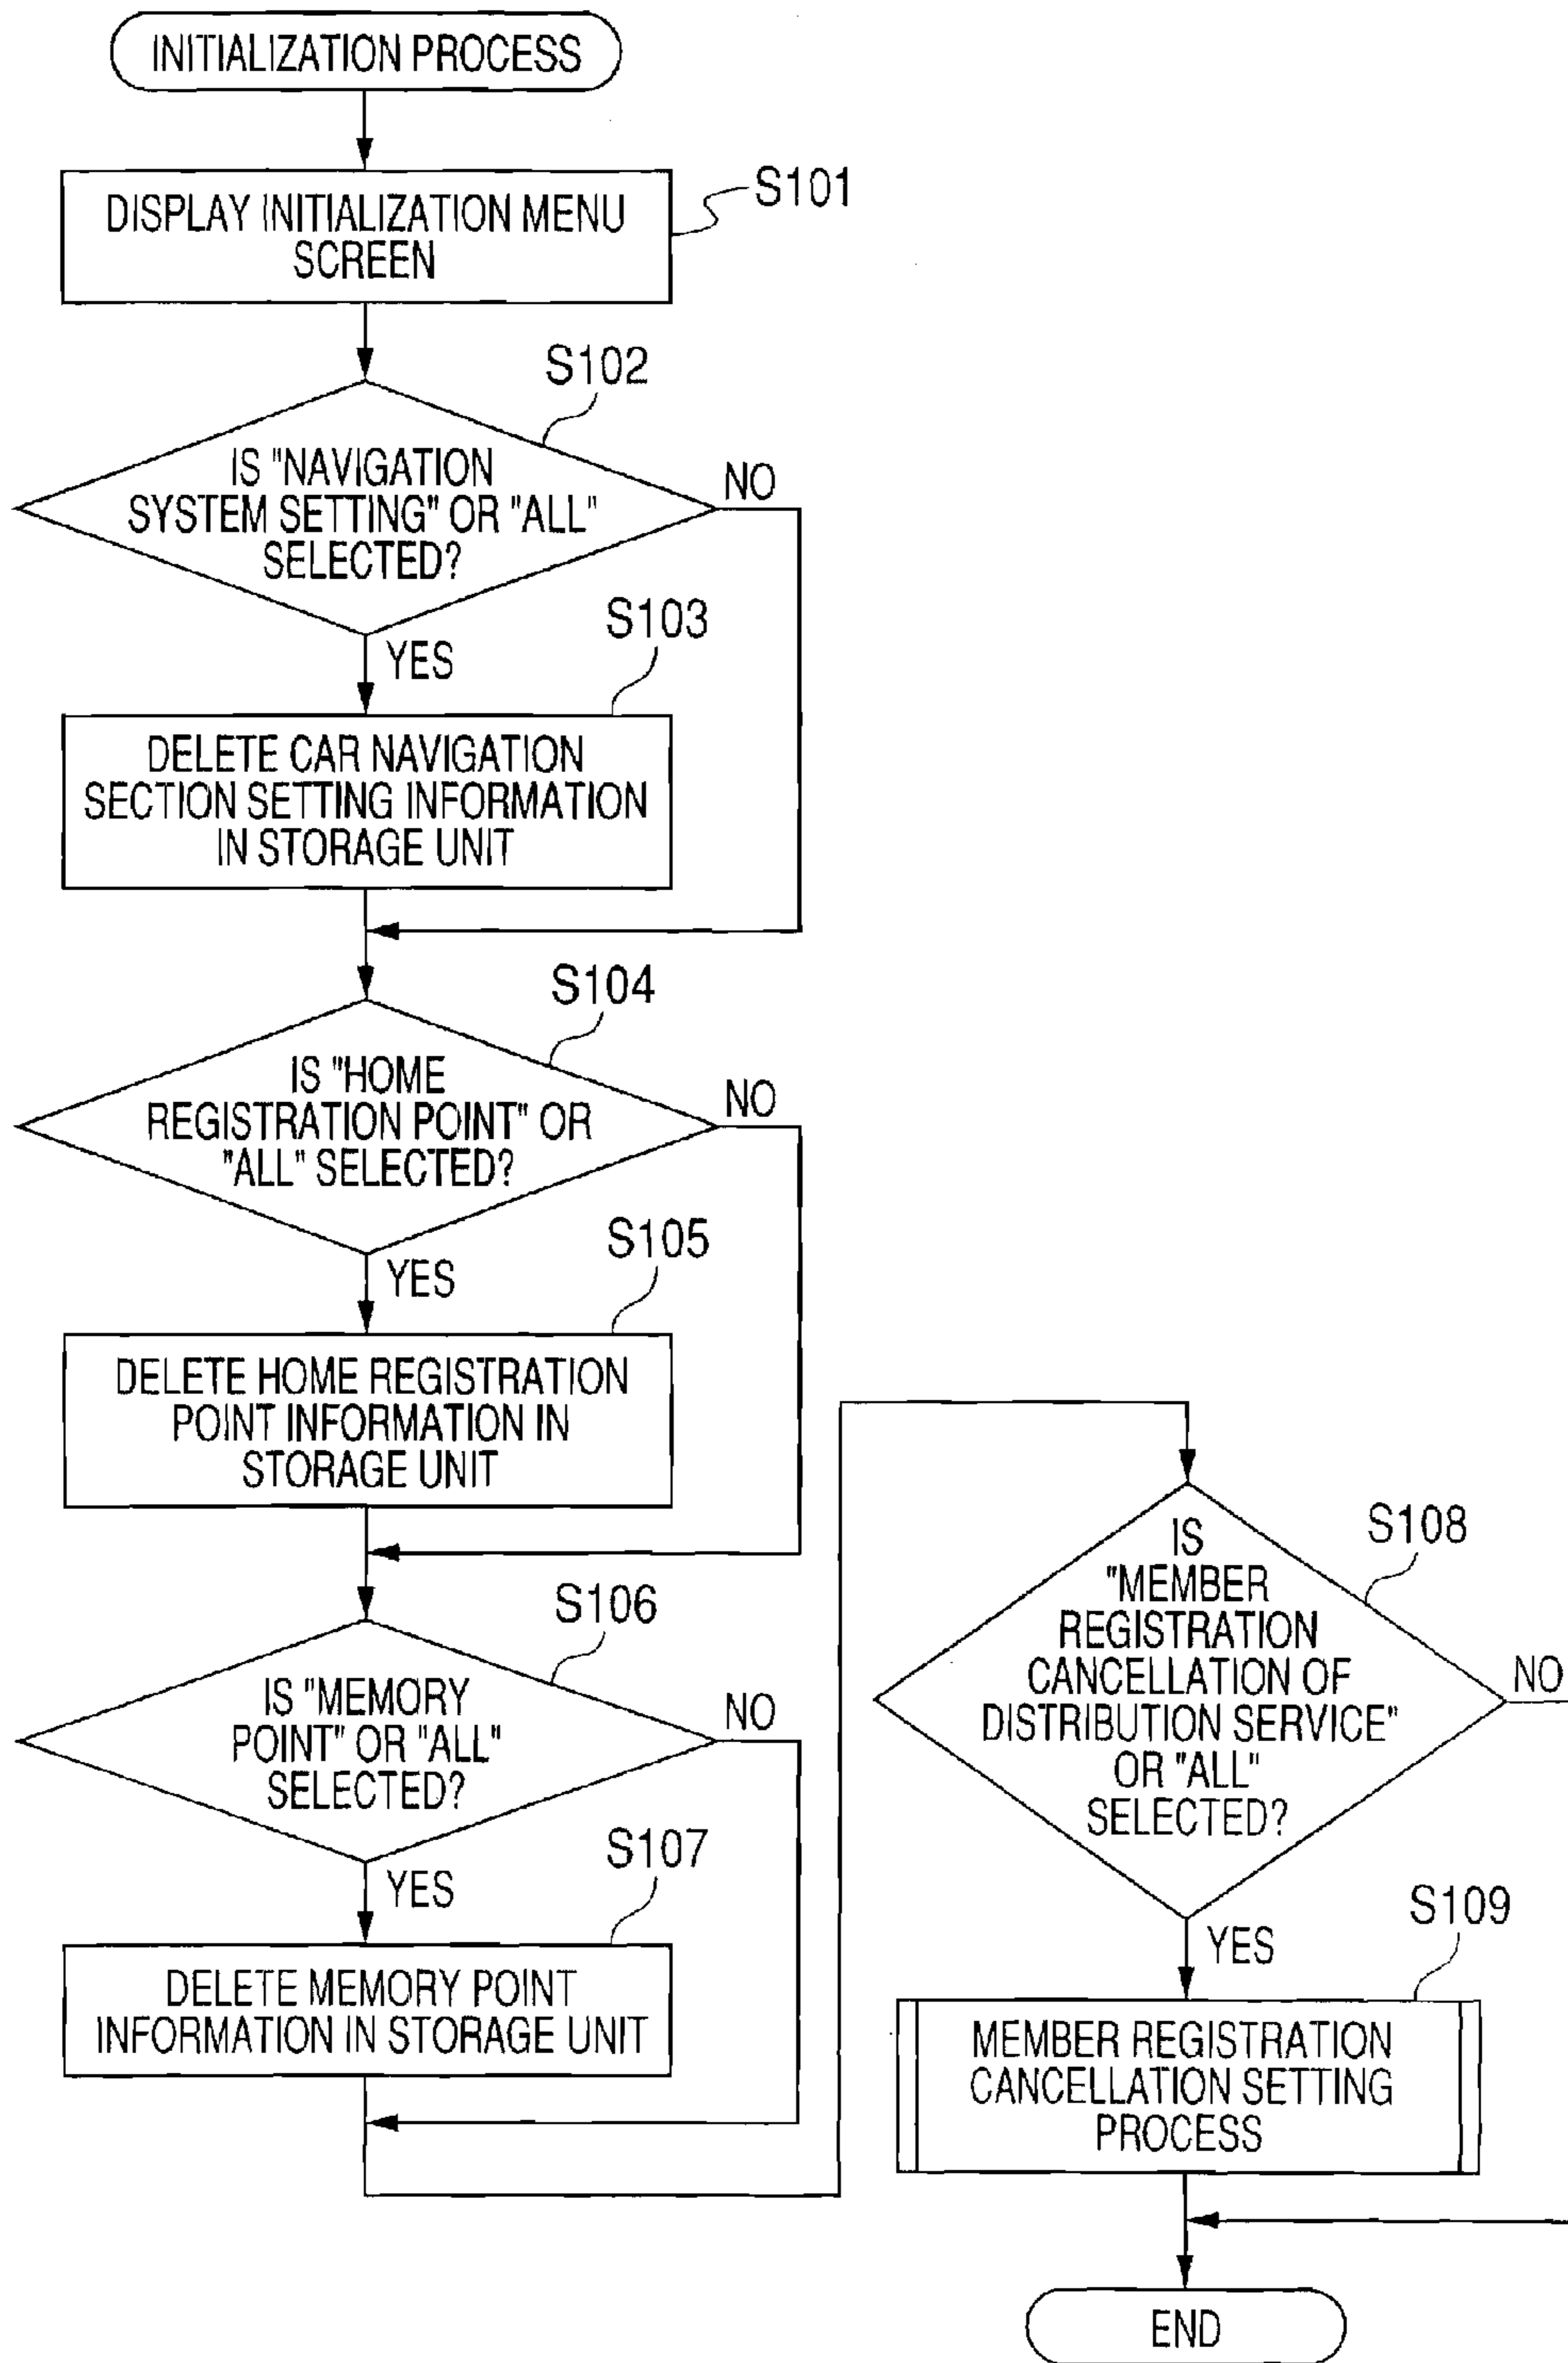 INITIALIZATION PROCESS
DISPLAY INITIALIZATION MENU
SCREEN
S101
S102
IS "NAVIGATION
SYSTEM SETTING" OR "ALL"
SELECTED?
NO
YES
S103
DELETE CAR NAVIGATION
SECTION SETTING INFORMATION
IN STORAGE UNIT
S104
IS "HOME
REGISTRATION POINT" OR
"ALL" SELECTED?
NO
YES
S105
DELETE HOME REGISTRATION
POINT INFORMATION IN
STORAGE UNIT
S106
IS "MEMORY
POINT" OR "ALL"
SELECTED?
NO
YES
S107
DELETE MEMORY POINT
INFORMATION IN STORAGE UNIT
S108
IS
"MEMBER
REGISTRATION
CANCELLATION OF
DISTRIBUTION SERVICE"
OR "ALL"
SELECTED?
NO
YES
S109
MEMBER REGISTRATION
CANCELLATION SETTING
PROCESS
END